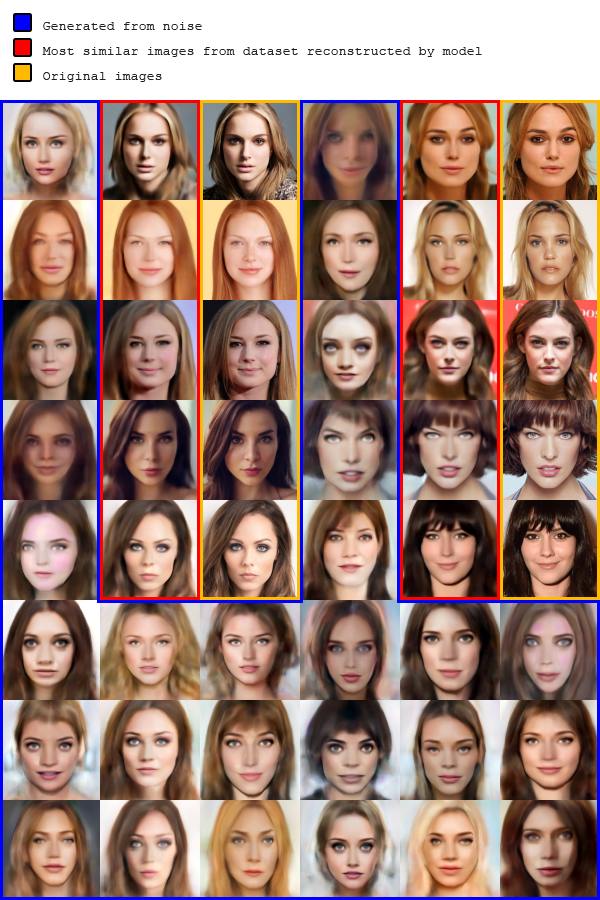 Generated from noise
Most similar images from dataset reconstructed by model
Original images